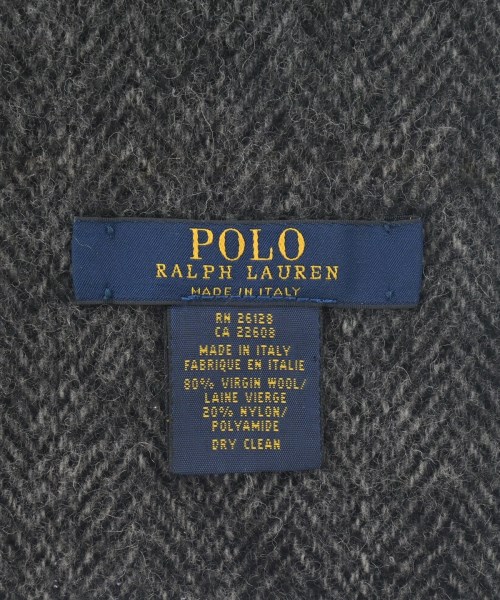 POLO
RALPH LAUREN
MADE IN ITALY
RN 26128
CA 22608
MADE IN ITALY
FABRIQUE EN ITALIE
80% VIRGIN WOOL/
LAINE VIERGE
20% NYLON/
POLYAMIDE
DRY CLEAN